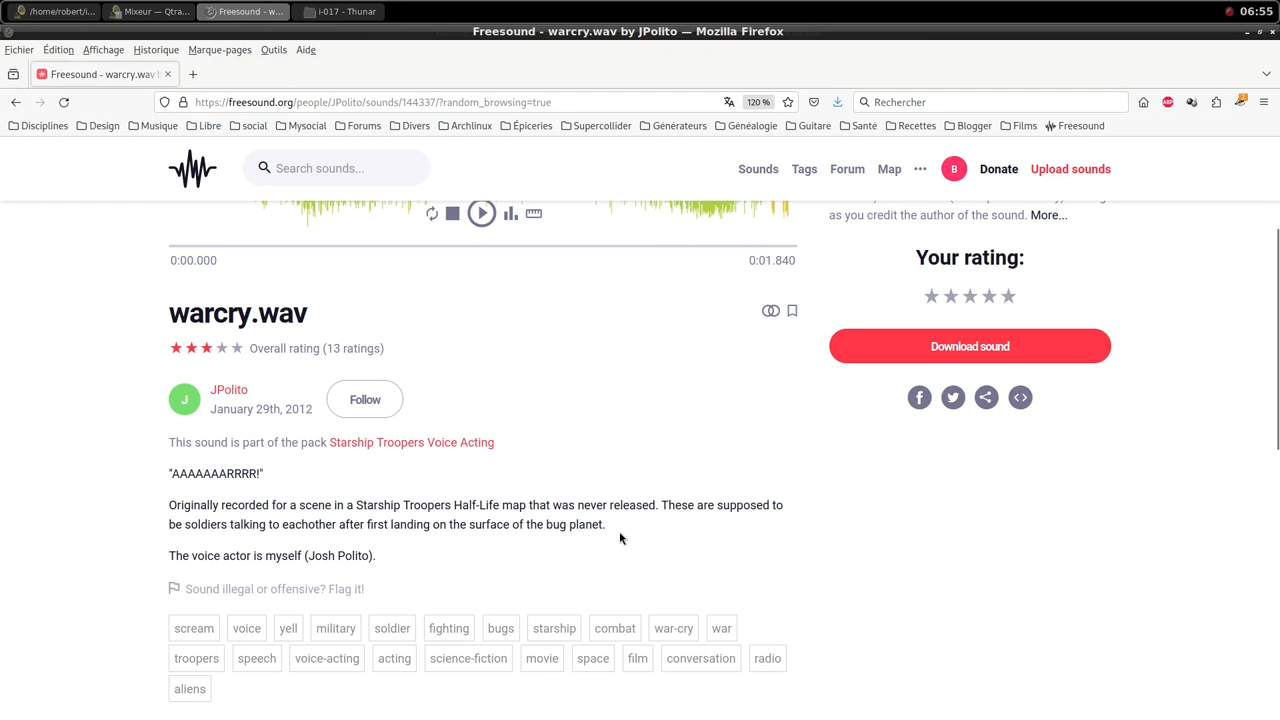 /home/robert/i... Mixeur — Qtra... Freesound - w... i-017 - Thunar 06:55
Freesound - warcry.wav by JPolito — Mozilla Firefox
Fichier Édition Affichage Historique Marque-pages Outils Aide
Freesound - warcry.wav b
https://freesound.org/people/JPolito/sounds/144337/?random_browsing=true 120 % Rechercher ABP
Disciplines Design Musique Libre social Mysocial Forums Divers Archlinux Épiceries Supercollider Générateurs Généalogie Guitare Santé Recettes Blogger Films Freesound
Search sounds... Sounds Tags Forum Map B Donate Upload sounds
as you credit the author of the sound. More...
0:00.000 0:01.840
Your rating:
warcry.wav
Overall rating (13 ratings)
Download sound
J JPolito
January 29th, 2012
Follow
This sound is part of the pack Starship Troopers Voice Acting
"AAAAAAARRRR!"
Originally recorded for a scene in a Starship Troopers Half-Life map that was never released. These are supposed to
be soldiers talking to eachother after first landing on the surface of the bug planet.
The voice actor is myself (Josh Polito).
Sound illegal or offensive? Flag it!
scream voice yell military soldier fighting bugs starship combat war-cry war
troopers speech voice-acting acting science-fiction movie space film conversation radio
aliens